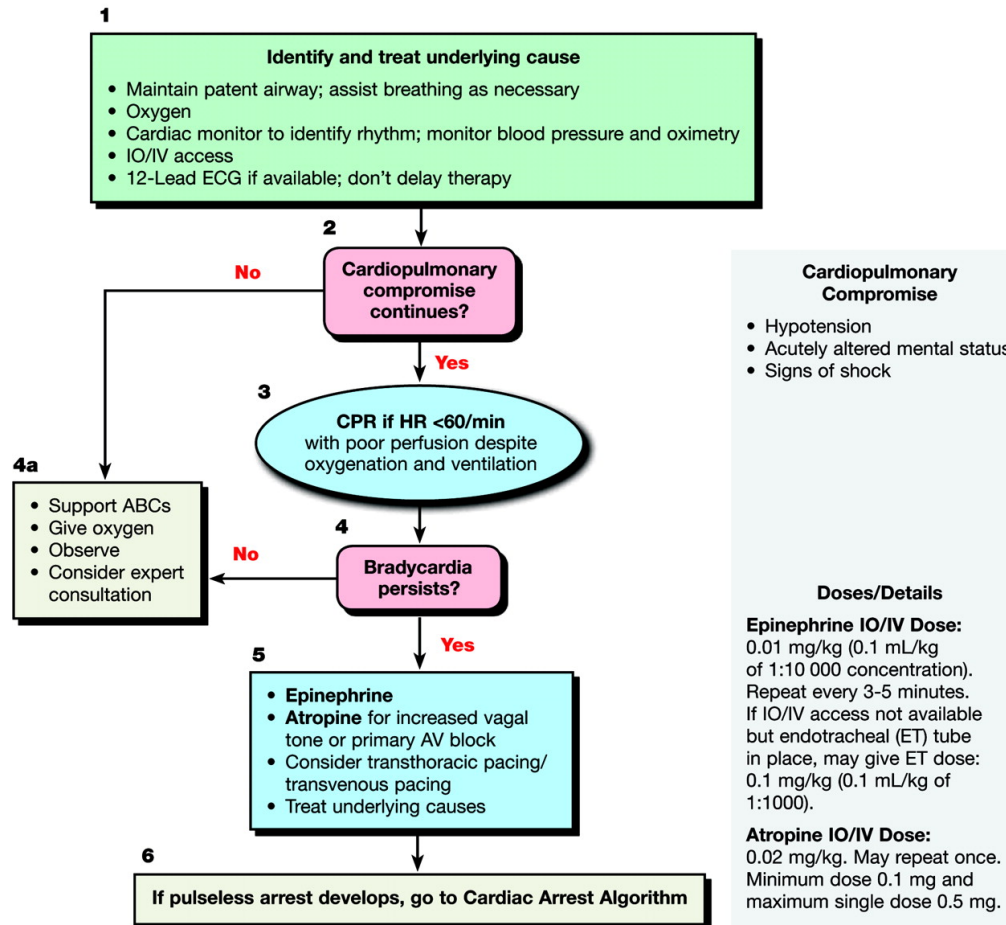 1
Identify and treat underlying cause
• Maintain patent airway; assist breathing as necessary
• Oxygen
• Cardiac monitor to identify rhythm; monitor blood pressure and oximetry
• IO/IV access
• 12-Lead ECG if available; don't delay therapy
2
Cardiopulmonary
compromise
continues?
No
Yes
3
CPR if HR <60/min
with poor perfusion despite
oxygenation and ventilation
4a
• Support ABCs
• Give oxygen
• Observe
• Consider expert
consultation
4
Bradycardia
persists?
No
Yes
5
• Epinephrine
• Atropine for increased vagal
tone or primary AV block
• Consider transthoracic pacing/
transvenous pacing
• Treat underlying causes
6
If pulseless arrest develops, go to Cardiac Arrest Algorithm
Cardiopulmonary
Compromise
• Hypotension
• Acutely altered mental status
• Signs of shock
Doses/Details
Epinephrine IO/IV Dose:
0.01 mg/kg (0.1 mL/kg
of 1:10 000 concentration).
Repeat every 3-5 minutes.
If IO/IV access not available
but endotracheal (ET) tube
in place, may give ET dose:
0.1 mg/kg (0.1 mL/kg of
1:1000).
Atropine IO/IV Dose:
0.02 mg/kg. May repeat once.
Minimum dose 0.1 mg and
maximum single dose 0.5 mg.